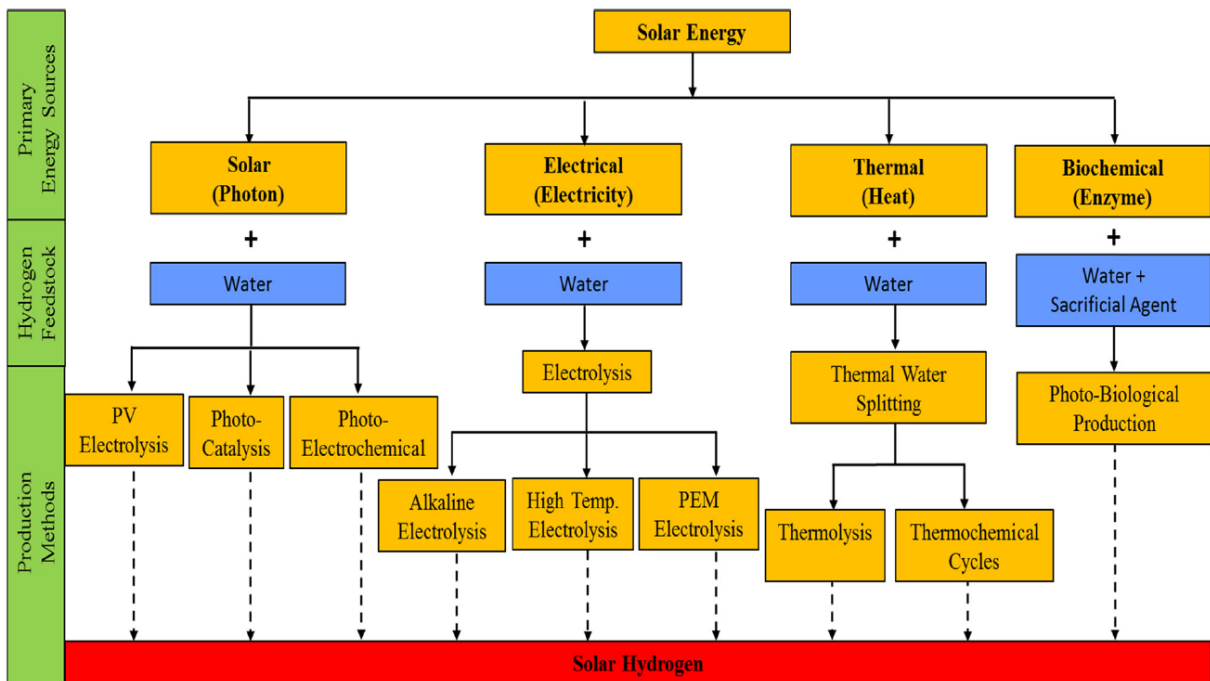 Solar Energy
Primary
Energy Sources
Solar
(Photon)
Electrical
(Electricity)
Thermal
(Heat)
Biochemical
(Enzyme)
+
+
+
+
Hydrogen
Feedstock
Water
Water
Water
Water +
Sacrificial Agent
Production
Methods
PV
Electrolysis
Photo-
Catalysis
Photo-
Electrochemical
Electrolysis
Thermal Water
Splitting
Photo-Biological
Production
Alkaline
Electrolysis
High Temp.
Electrolysis
PEM
Electrolysis
Thermolysis
Thermochemical
Cycles
Solar Hydrogen